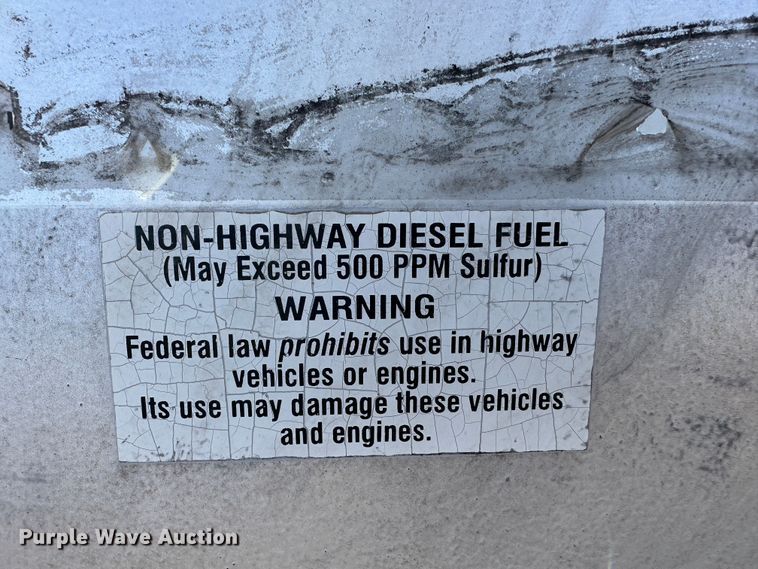 NON-HIGHWAY DIESEL FUEL
(May Exceed 500 PPM Sulfur)
WARNING
Federal law prohibits use in highway
vehicles or engines.
Its use may damage these vehicles
and engines.
Purple Wave Auction